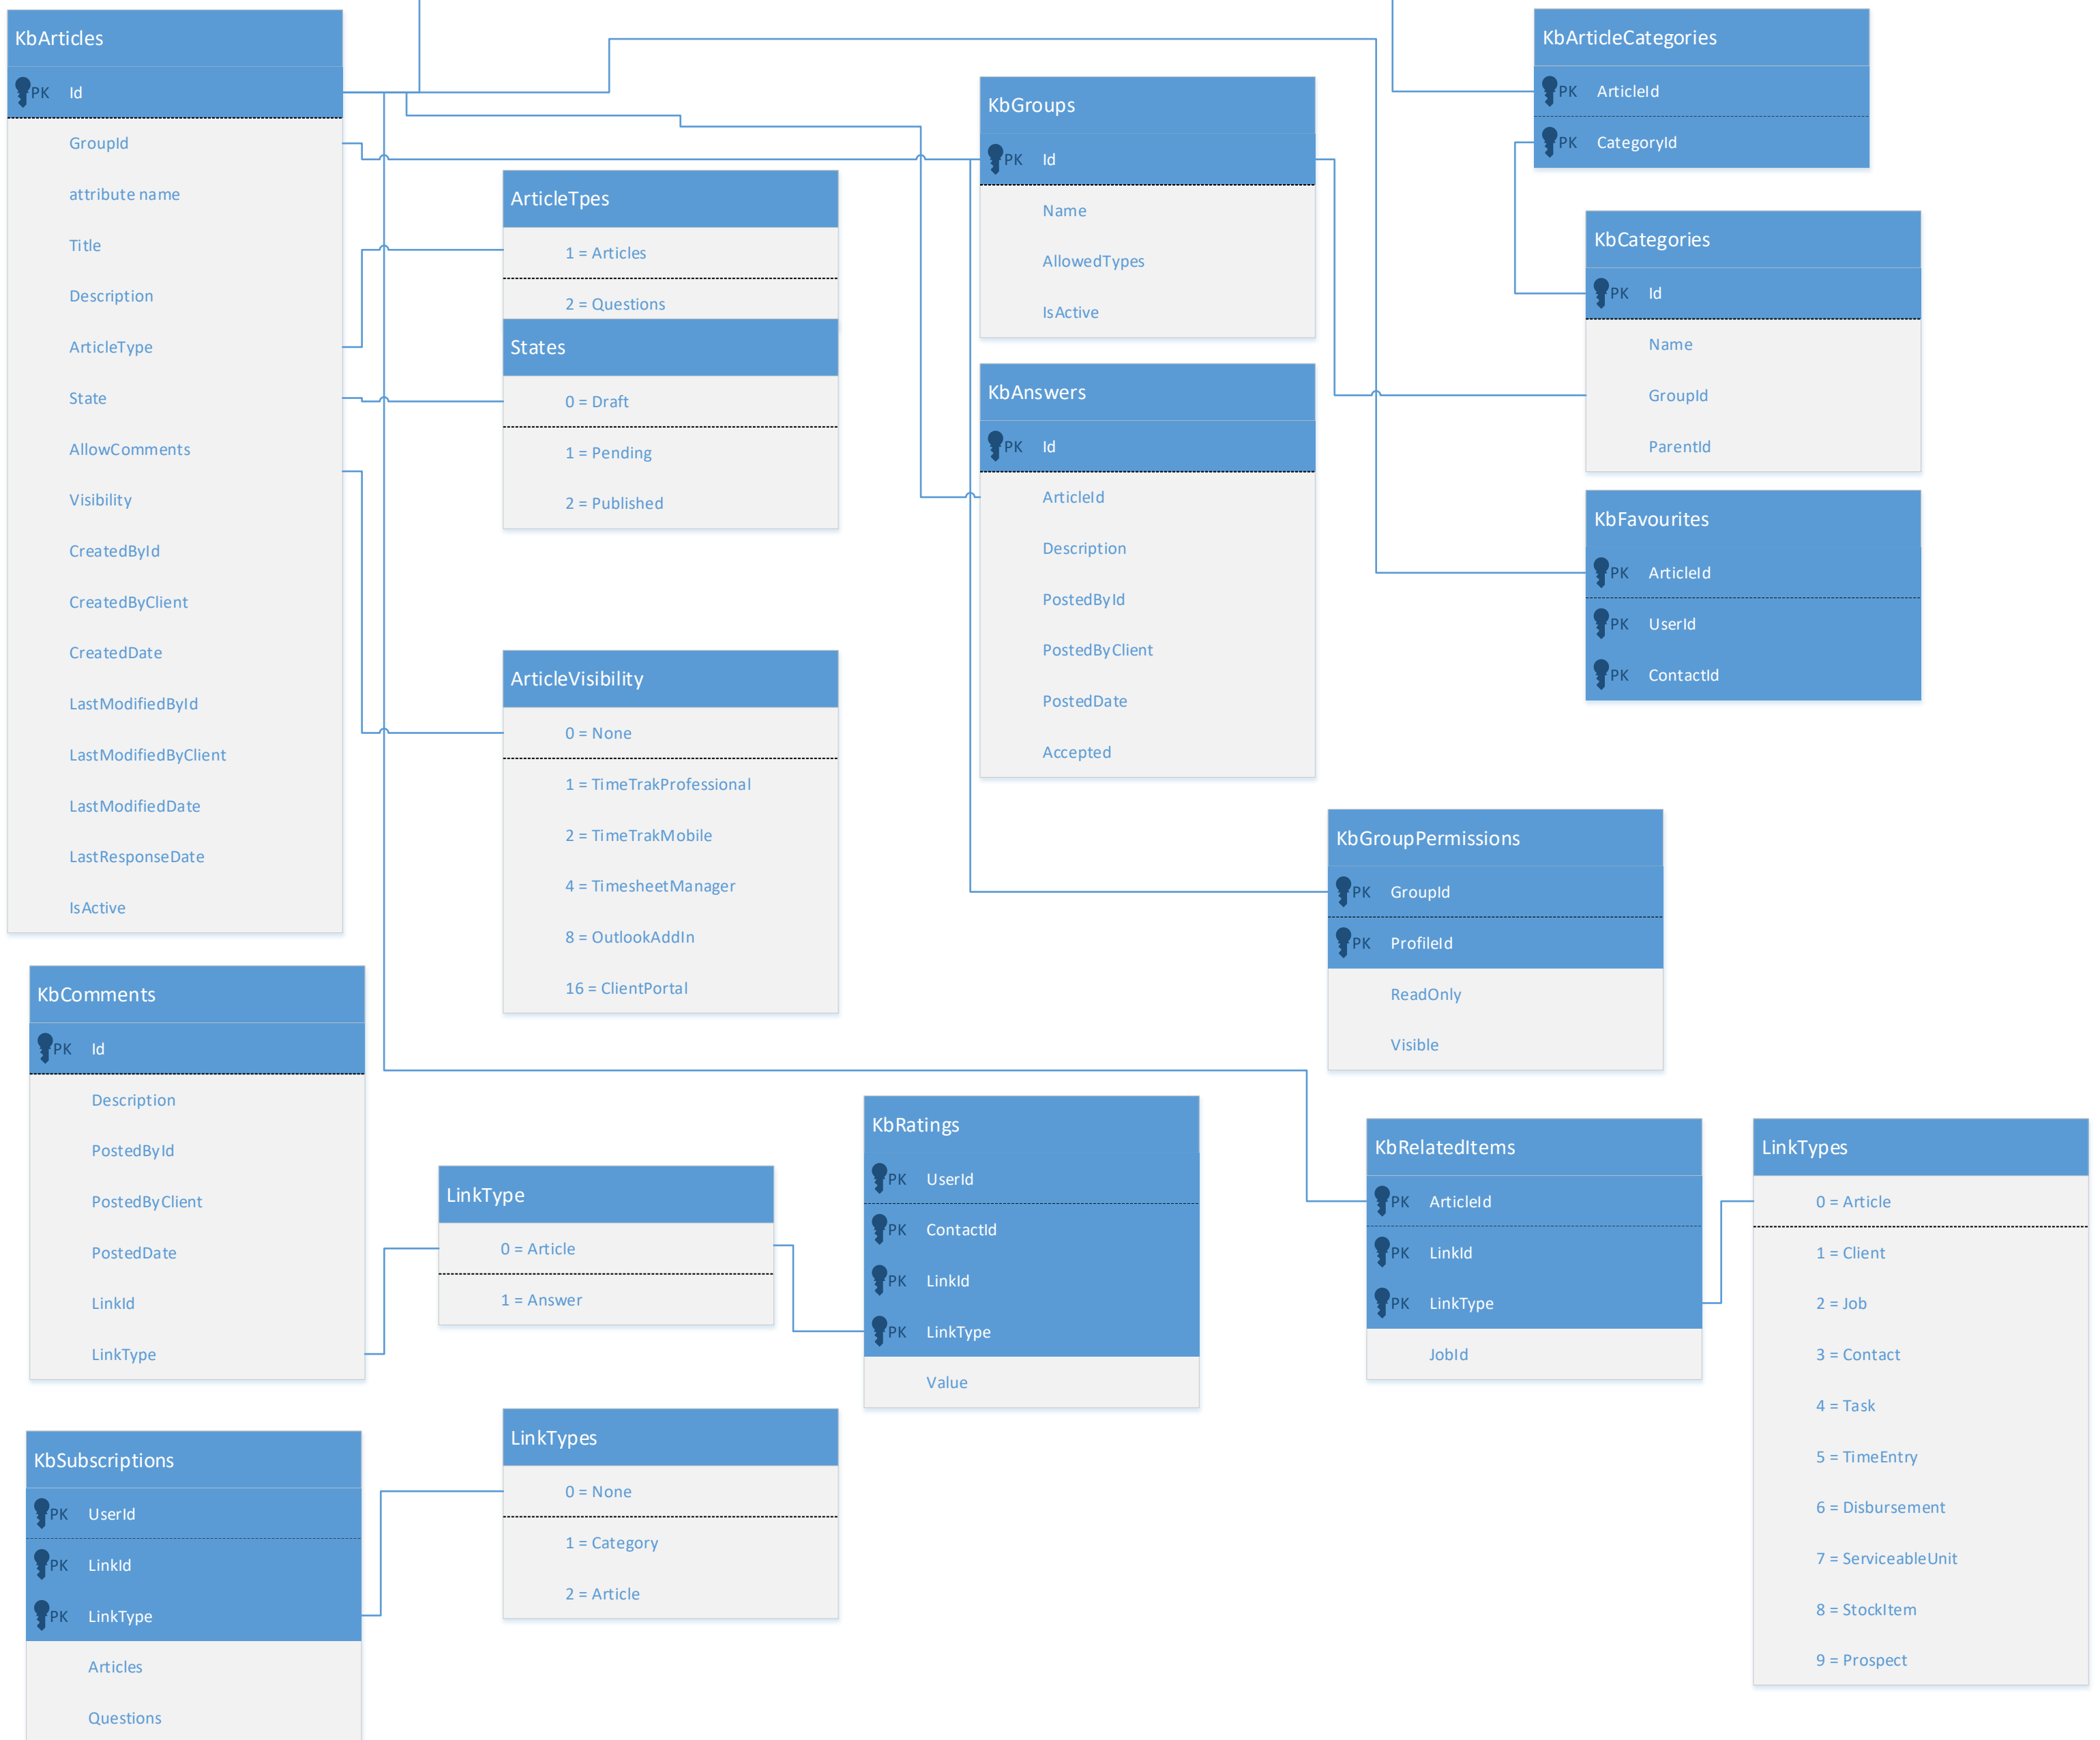 KbArticles
PK Id
GroupId
attribute name
Title
Description
ArticleType
State
AllowComments
Visibility
CreatedById
CreatedByClient
CreatedDate
LastModifiedById
LastModifiedByClient
LastModifiedDate
LastResponseDate
IsActive
ArticleTpes
1 = Articles
2 = Questions
States
0 = Draft
1 = Pending
2 = Published
ArticleVisibility
0 = None
1 = TimeTrakProfessional
2 = TimeTrakMobile
4 = TimesheetManager
8 = OutlookAddIn
16 = ClientPortal
KbGroups
PK Id
Name
AllowedTypes
IsActive
KbAnswers
PK Id
ArticleId
Description
PostedById
PostedByClient
PostedDate
Accepted
KbArticleCategories
PK ArticleId
PK CategoryId
KbCategories
PK Id
Name
GroupId
ParentId
KbFavourites
PK ArticleId
PK UserId
PK ContactId
KbGroupPermissions
PK GroupId
PK ProfileId
ReadOnly
Visible
KbComments
PK Id
Description
PostedById
PostedByClient
PostedDate
LinkId
LinkType
LinkType
0 = Article
1 = Answer
KbRatings
PK UserId
PK ContactId
PK LinkId
PK LinkType
Value
KbRelatedItems
PK ArticleId
PK LinkId
PK LinkType
JobId
LinkTypes
0 = Article
1 = Client
2 = Job
3 = Contact
4 = Task
5 = TimeEntry
6 = Disbursement
7 = ServiceableUnit
8 = StockItem
9 = Prospect
KbSubscriptions
PK UserId
PK LinkId
PK LinkType
Articles
Questions
LinkTypes
0 = None
1 = Category
2 = Article